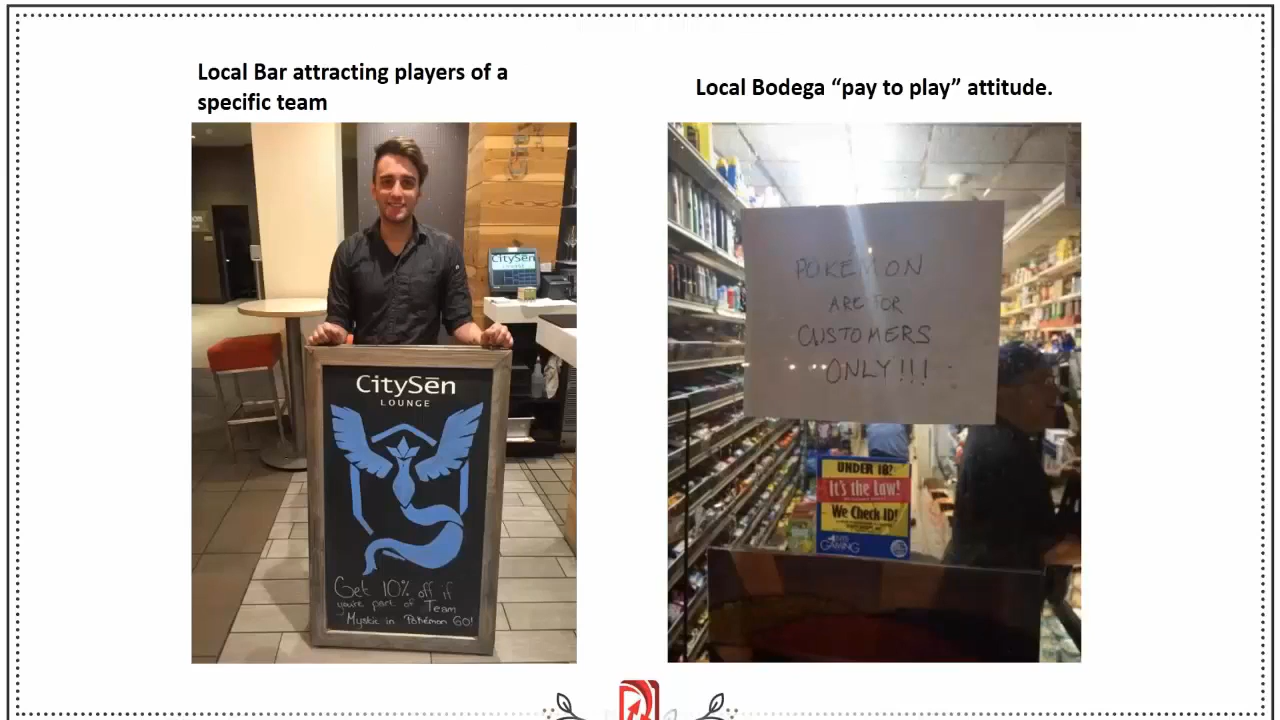 Local Bar attracting players of a
specific team
Local Bodega “pay to play” attitude.
CitySēn
CitySēn
LOUNGE
Get 10% off if
you're part of Team
Mystic in Pokémon GO!
POKEMON
ARE FOR
CUSTOMERS
ONLY!!!
UNDER 18?
It's the Law!
We Check ID!
GAMING